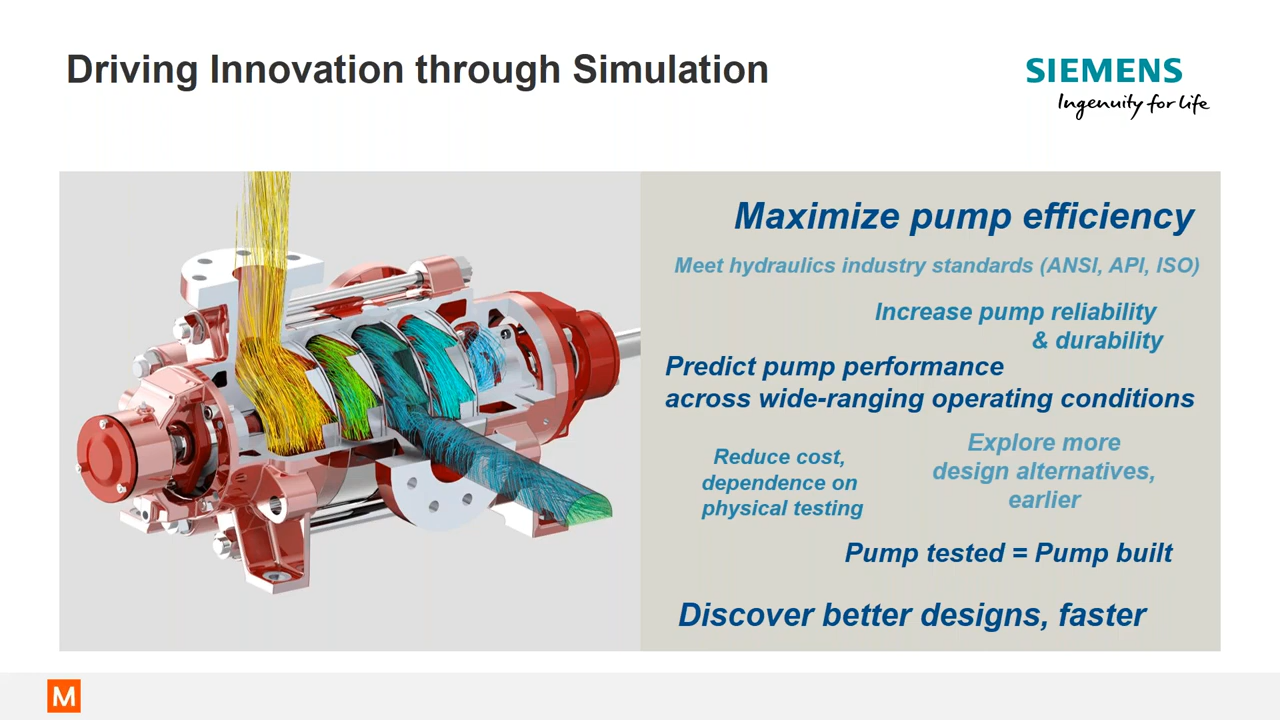 Driving Innovation through Simulation
SIEMENS
Ingenuity for life
Maximize pump efficiency
Meet hydraulics industry standards (ANSI, API, ISO)
Increase pump reliability
& durability
Predict pump performance
across wide-ranging operating conditions
Reduce cost,
dependence on
physical testing
Explore more
design alternatives,
earlier
Pump tested = Pump built
Discover better designs, faster
M